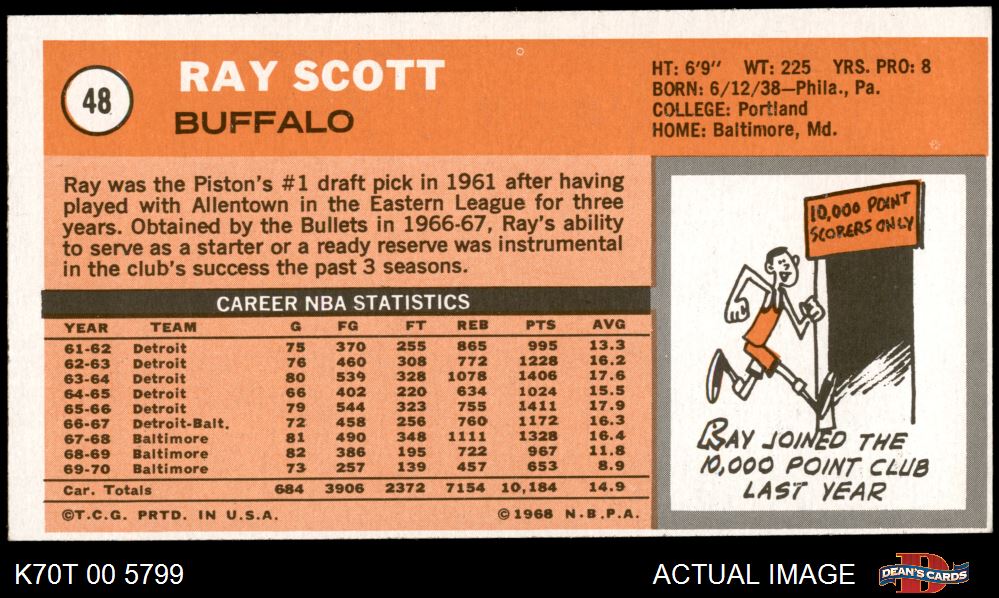 48
RAY SCOTT
BUFFALO
HT: 6'9" WT: 225 YRS. PRO: 8
BORN: 6/12/38—Phila., Pa.
COLLEGE: Portland
HOME: Baltimore, Md.
Ray was the Piston's #1 draft pick in 1961 after having
played with Allentown in the Eastern League for three
years. Obtained by the Bullets in 1966-67, Ray's ability
to serve as a starter or a ready reserve was instrumental
in the club's success the past 3 seasons.
CAREER NBA STATISTICS
YEAR TEAM G FG FT REB PTS AVG
61-62 Detroit 75 370 255 865 995 13.3
62-63 Detroit 76 460 308 772 1228 16.2
63-64 Detroit 80 539 328 1078 1406 17.6
64-65 Detroit 66 402 220 634 1024 15.5
65-66 Detroit 79 544 323 755 1411 17.9
66-67 Detroit-Balt. 72 458 256 760 1172 16.3
67-68 Baltimore 81 490 348 1111 1328 16.4
68-69 Baltimore 82 386 195 722 967 11.8
69-70 Baltimore 73 257 139 457 653 8.9
Car. Totals 684 3906 2372 7154 10,184 14.9
©T.C.G. PRTD. IN U.S.A. ©1968 N.B.P.A.
10,000 POINT
SCORERS ONLY
RAY JOINED THE
10,000 POINT CLUB
LAST YEAR
K70T 00 5799
ACTUAL IMAGE
D
DEAN'S CARDS